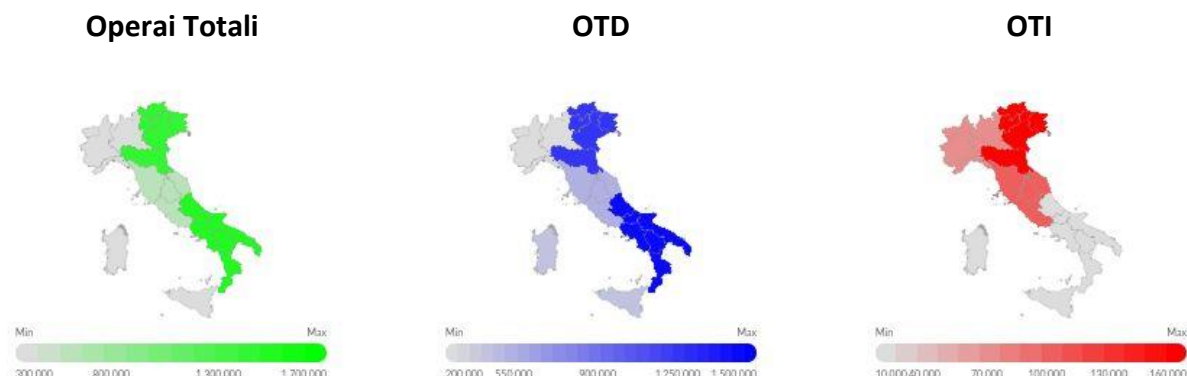 Operai Totali
OTD
OTI
Min Max
Min Max
Min Max
300.000 800.000 1.300.000 1.700.000
200.000 550.000 900.000 1.250.000 1.500.000
10.000 40.000 70.000 100.000 130.000 160.000